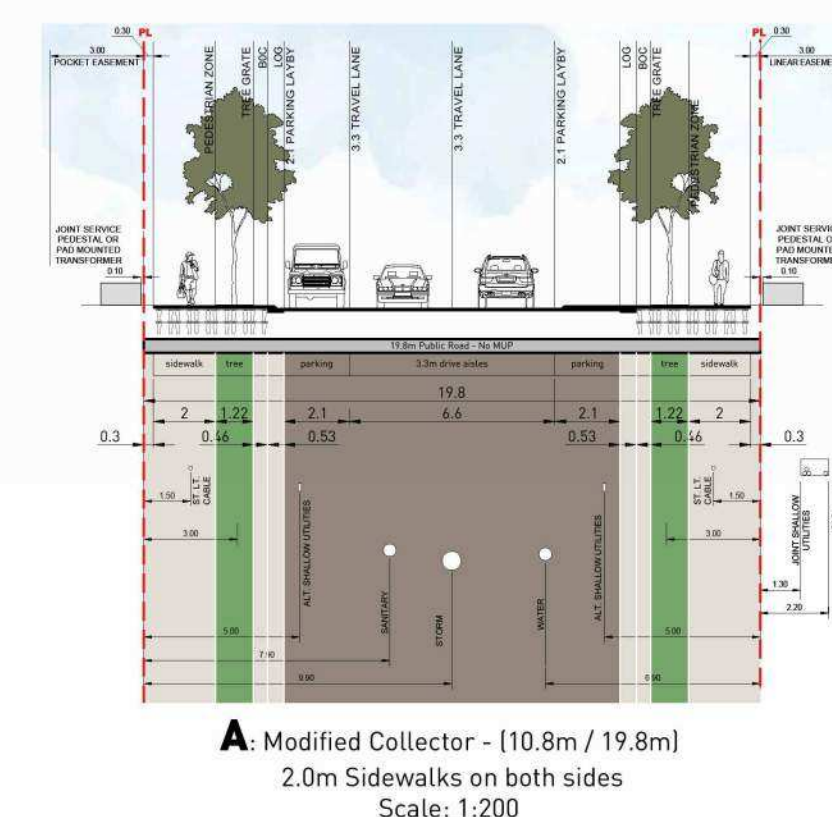 0.30
PL
PL
0.30
3.00
POCKET EASEMENT
PEDESTRIAN ZONE
TREE GRATE
BOC
LOG
2.1 PARKING LAYBY
3.3 TRAVEL LANE
3.3 TRAVEL LANE
2.1 PARKING LAYBY
LOG
BOC
TREE GRATE
PEDESTRIAN ZONE
3.00
LINEAR EASEME
JOINT SERVICE
PEDESTAL OR
PAD MOUNTED
TRANSFORMER
0.10
JOINT SERVIC
PEDESTAL O
PAD MOUNTE
TRANSFORME
0.10
19.8m Public Road - No MUP
sidewalk tree parking 3.3m drive aisles parking tree sidewalk
19.8
2 1.22 2.1 6.6 2.1 1.22 2
0.3 0.46 0.53 0.53 0.46 0.3
1.50
ST. LT.
CABLE
ST. LT.
CABLE
1.50
3.00
3.00
ALT. SHALLOW UTILITIES
SANITARY
STORM
WATER
ALT. SHALLOW UTILITIES
JOINT SHALLOW
UTILITIES
1.30
2.20
5.00
5.00
9.90
A: Modified Collector - (10.8m / 19.8m)
2.0m Sidewalks on both sides
Scale: 1:200